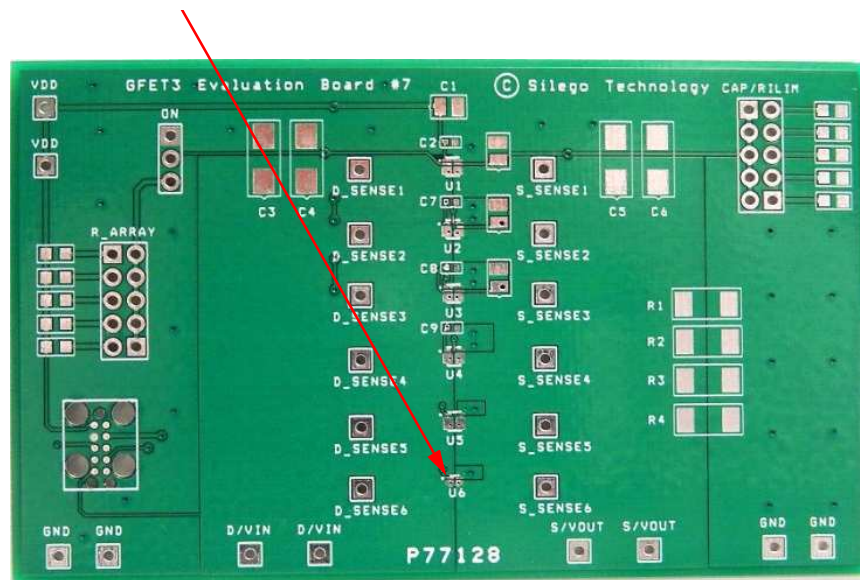 VDD GFET3 Evaluation Board #7 C1 © Silego Technology CAP/RILIM
ON
VDD
C2
U1
D_SENSE1 S_SENSE1
C3 C4 C7 C5 C6
R_ARRAY
U2
D_SENSE2 S_SENSE2
C8
U3
D_SENSE3 S_SENSE3
R1
C9
R2
U4
D_SENSE4 S_SENSE4
R3
R4
U5
D_SENSE5 S_SENSE5
U6
D_SENSE6 S_SENSE6
GND GND D/VIN D/VIN S/VOUT S/VOUT GND GND
P77128